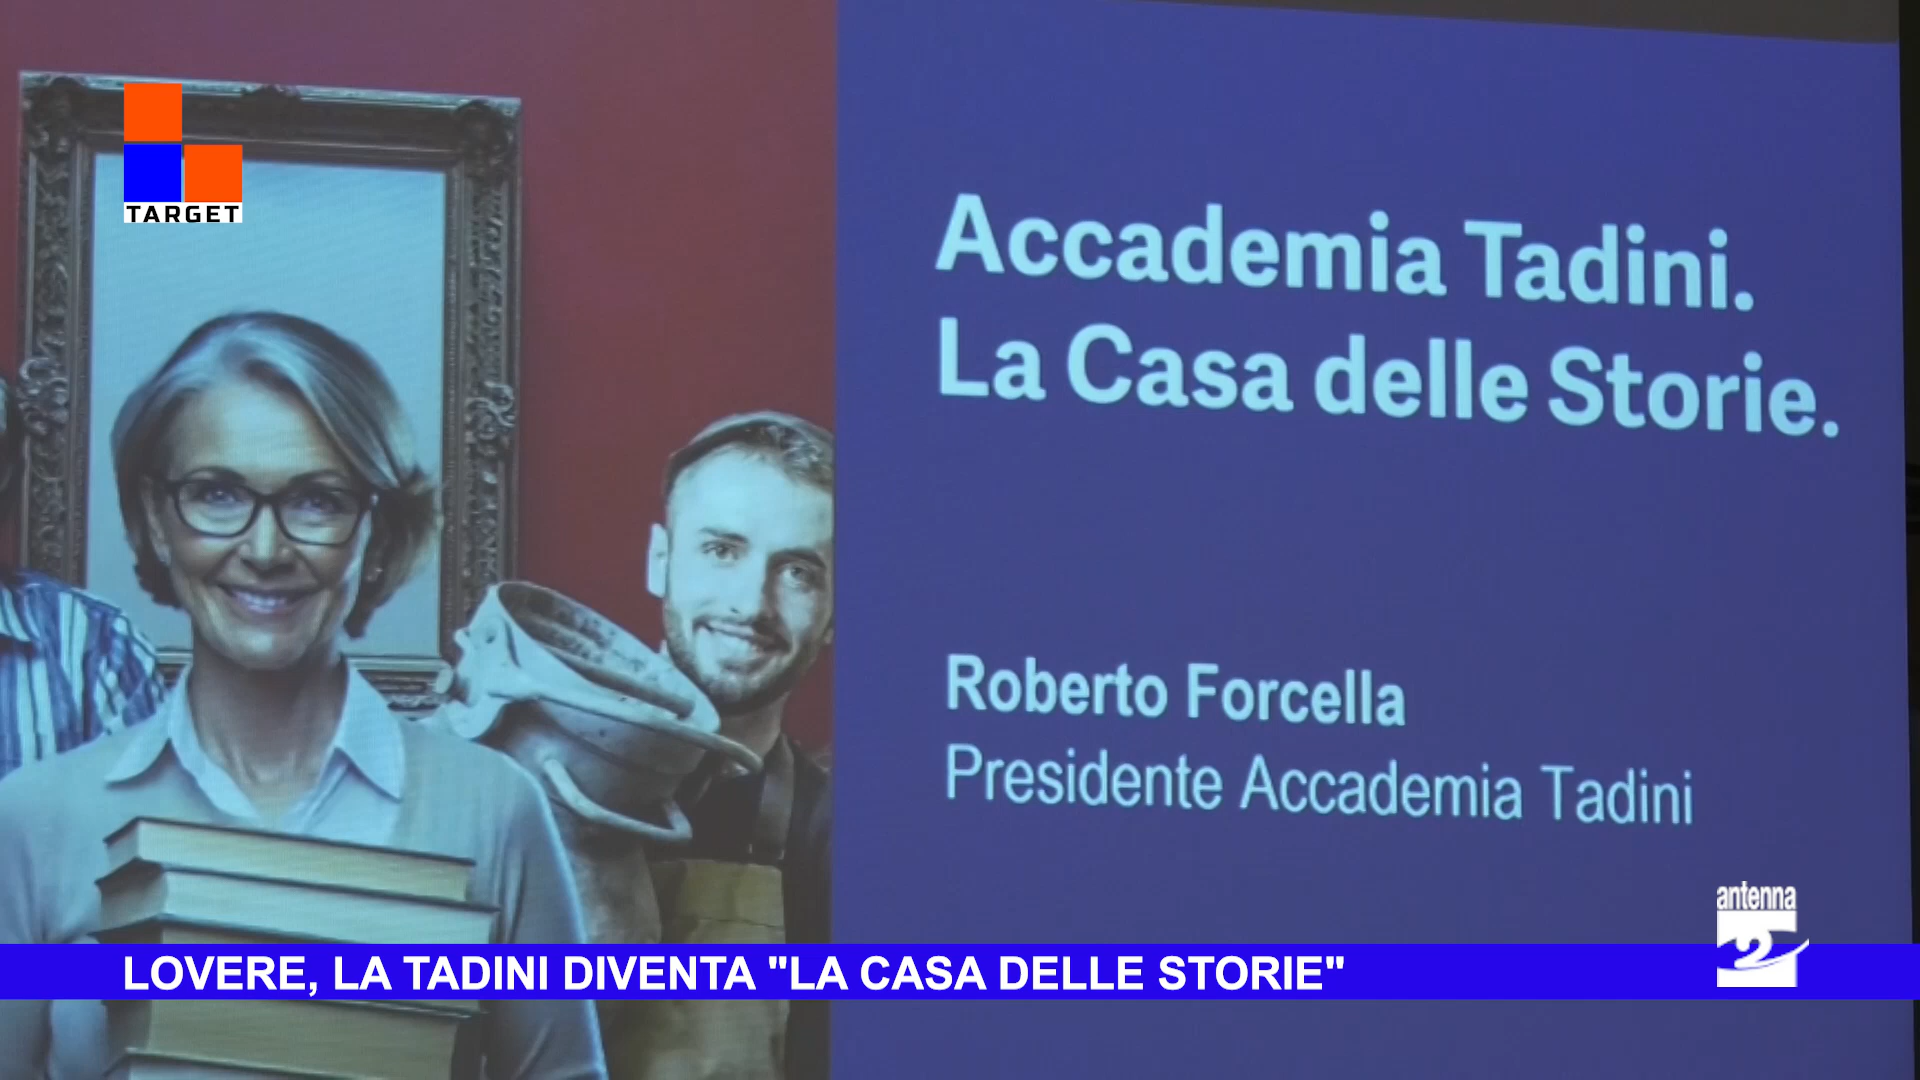 TARGET
Accademia Tadini.
La Casa delle Storie.
Roberto Forcella
Presidente Accademia Tadini
antenna
2
LOVERE, LA TADINI DIVENTA "LA CASA DELLE STORIE"